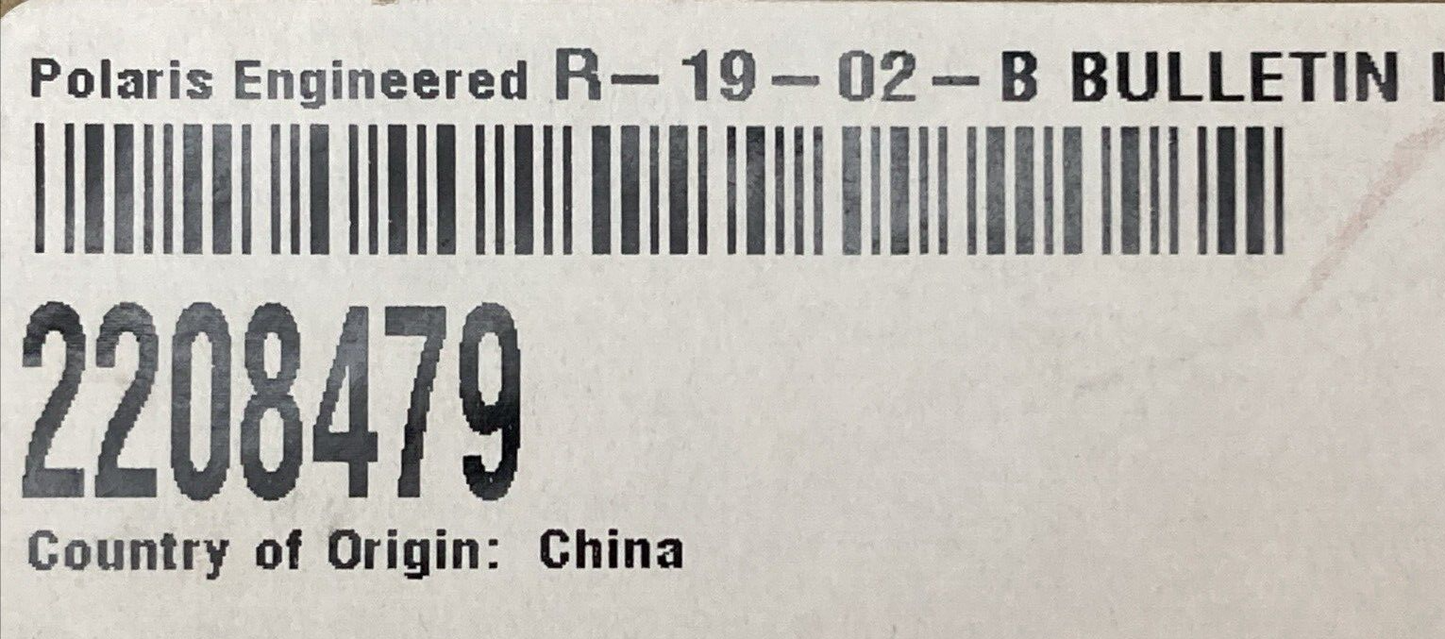 Polaris Engineered R-19-02-B BULLETIN
2208479
Country of Origin: China